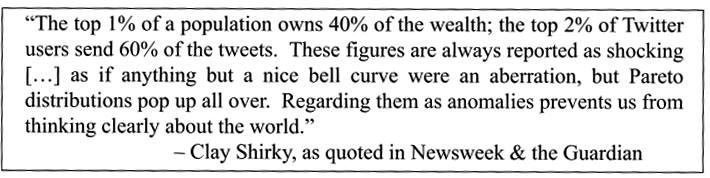 “The top 1% of a population owns 40% of the wealth; the top 2% of Twitter
users send 60% of the tweets.  These figures are always reported as shocking
[…] as if anything but a nice bell curve were an aberration, but Pareto
distributions pop up all over.  Regarding them as anomalies prevents us from
thinking clearly about the world.”
– Clay Shirky, as quoted in Newsweek & the Guardian